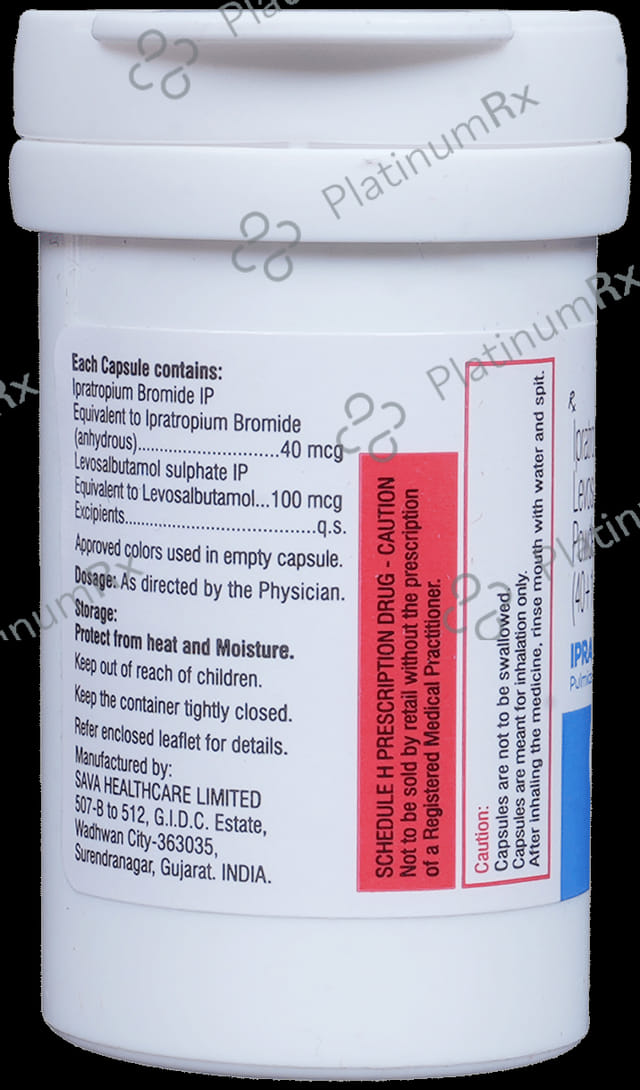 PlatinumRx
PlatinumRx
PlatinumRx
Each Capsule contains:
Ipratropium Bromide IP
Equivalent to Ipratropium Bromide
(anhydrous)............................40 mcg
Levosalbutamol sulphate IP
Equivalent to Levosalbutamol...100 mcg
Excipients......................................q.s.
Approved colors used in empty capsule.
Dosage: As directed by the Physician.
Storage:
Protect from heat and Moisture.
Keep out of reach of children.
Keep the container tightly closed.
Refer enclosed leaflet for details.
Manufactured by:
SAVA HEALTHCARE LIMITED
507-B to 512, G.I.D.C. Estate,
Wadhwan City-363035,
Surendranagar, Gujarat. INDIA.
SCHEDULE H PRESCRIPTION DRUG - CAUTION
Not to be sold by retail without the prescription
of a Registered Medical Practitioner.
Caution:
Capsules are not to be swallowed.
Capsules are meant for inhalation only.
After inhaling the medicine, rinse mouth with water and spit.
Rx